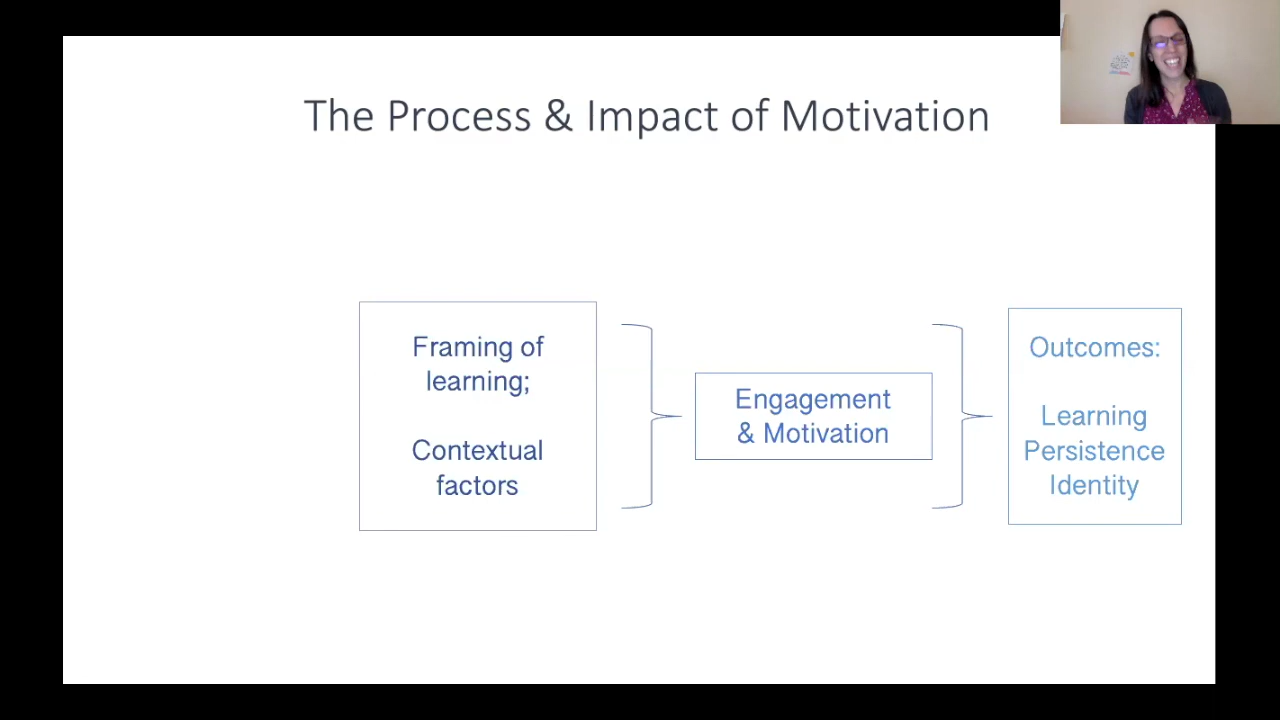 The Process & Impact of Motivation
Framing of
learning;
Contextual
factors
Engagement
& Motivation
Outcomes:
Learning
Persistence
Identity